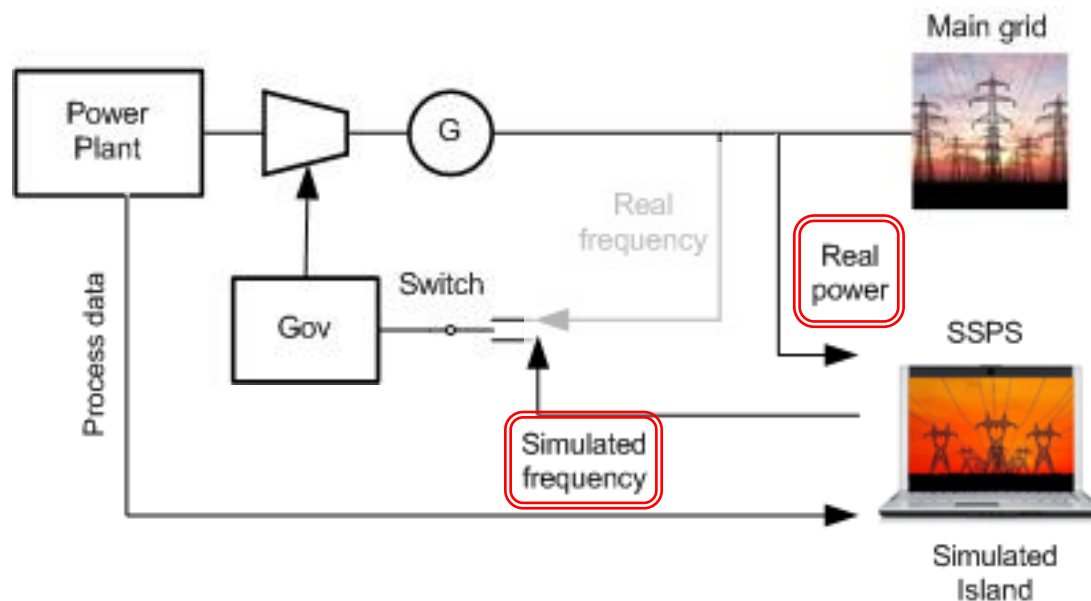 Main grid
Power
Plant
G
Real
frequency
Real
power
Switch
Gov
Process data
SSPS
Simulated
frequency
Simulated
Island